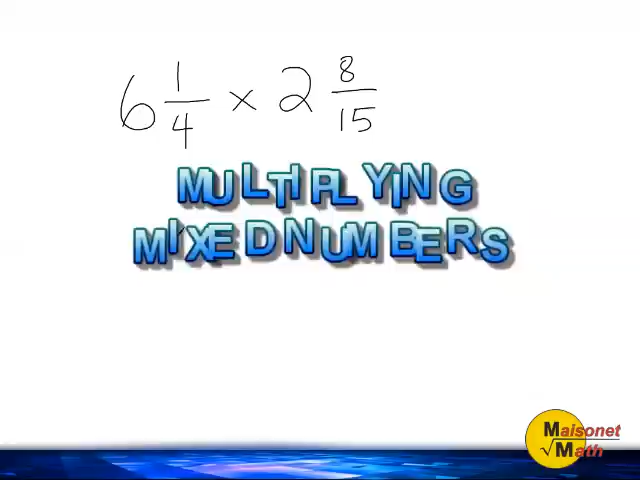 6 1/4 × 2 8/15
MULTIPLYING
MIXED NUMBERS
Maisonet
√Math